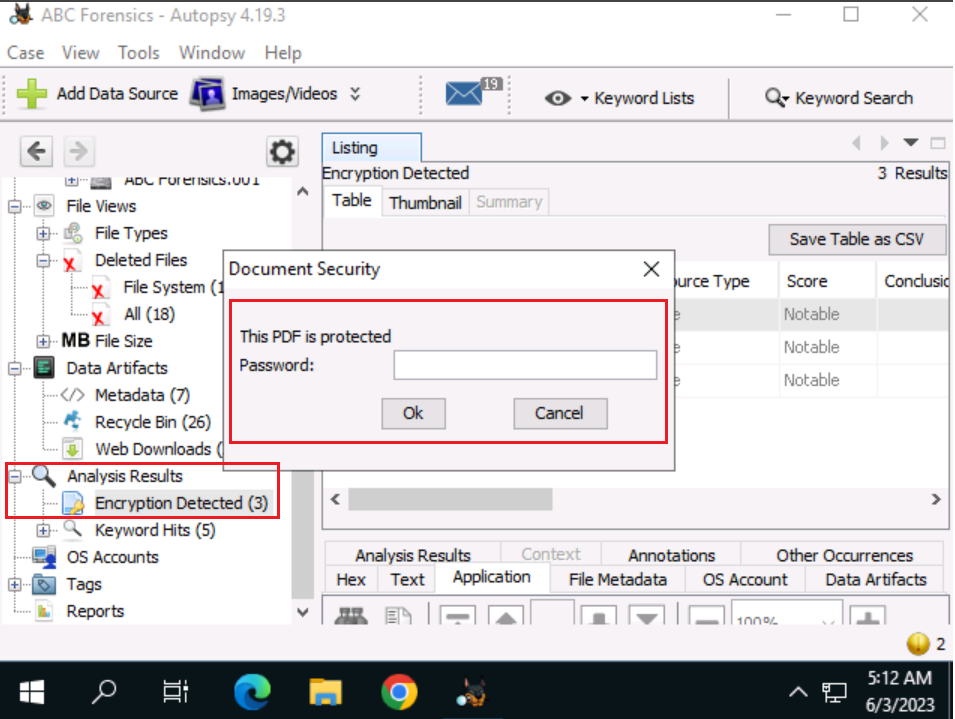 ABC Forensics - Autopsy 4.19.3
Case View Tools Window Help
Add Data Source Images/Videos 19 Keyword Lists Keyword Search
Listing
ABC Forensics.001
File Views
File Types
Deleted Files
File System (1
All (18)
MB File Size
Data Artifacts
Metadata (7)
Recycle Bin (26)
Web Downloads (
Analysis Results
Encryption Detected (3)
Keyword Hits (5)
OS Accounts
Tags
Reports
Encryption Detected 3 Results
Table Thumbnail Summary
Save Table as CSV
urce Type Score Conclusio
e Notable
e Notable
e Notable
Document Security
This PDF is protected
Password:
Ok Cancel
Analysis Results Context Annotations Other Occurrences
Hex Text Application File Metadata OS Account Data Artifacts
100%
2
5:12 AM
6/3/2023